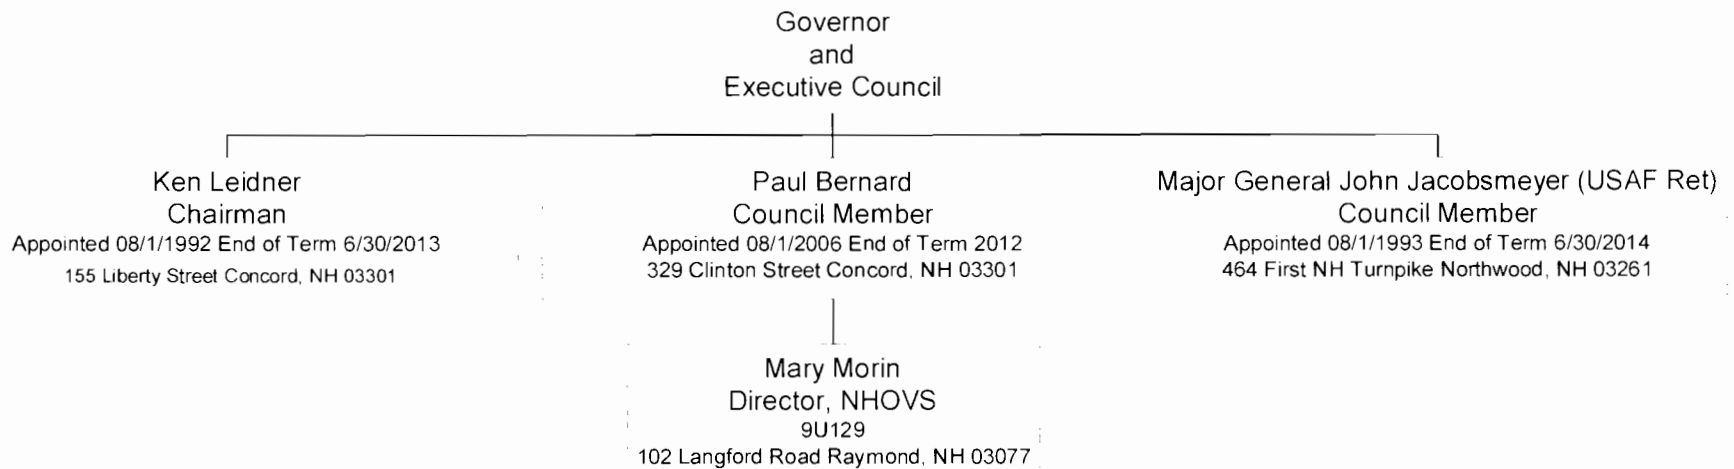 Governor
and
Executive Council
Ken Leidner
Chairman
Appointed 08/1/1992 End of Term 6/30/2013
155 Liberty Street Concord, NH 03301
Paul Bernard
Council Member
Appointed 08/1/2006 End of Term 2012
329 Clinton Street Concord, NH 03301
Major General John Jacobsmeyer (USAF Ret)
Council Member
Appointed 08/1/1993 End of Term 6/30/2014
464 First NH Turnpike Northwood, NH 03261
Mary Morin
Director, NHOVS
9U129
102 Langford Road Raymond, NH 03077